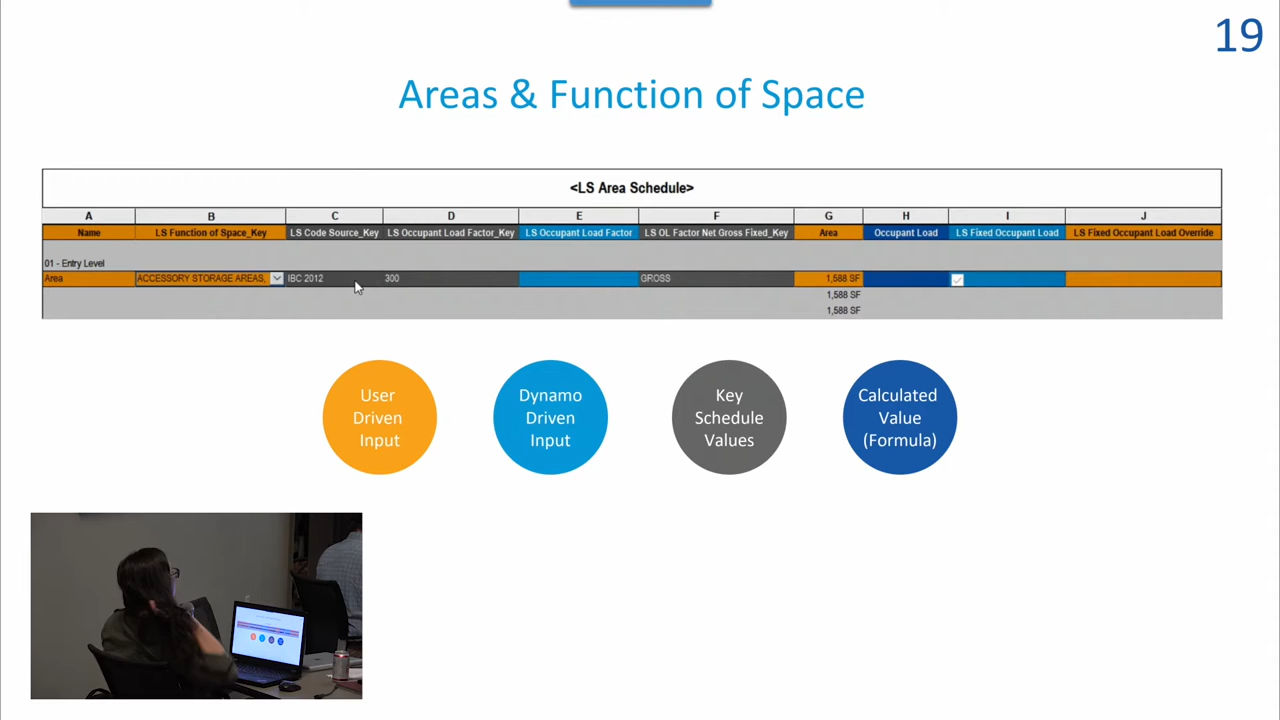 19
Areas & Function of Space
<LS Area Schedule>
A B C D E F G H I J
Name LS Function of Space_Key LS Code Source_Key LS Occupant Load Factor_Key LS Occupant Load Factor LS OL Factor Net Gross Fixed_Key Area Occupant Load LS Fixed Occupant Load LS Fixed Occupant Load Override
01 - Entry Level
Area ACCESSORY STORAGE AREAS, IBC 2012 300 GROSS 1,588 SF
1,588 SF
1,588 SF
User
Driven
Input
Dynamo
Driven
Input
Key
Schedule
Values
Calculated
Value
(Formula)